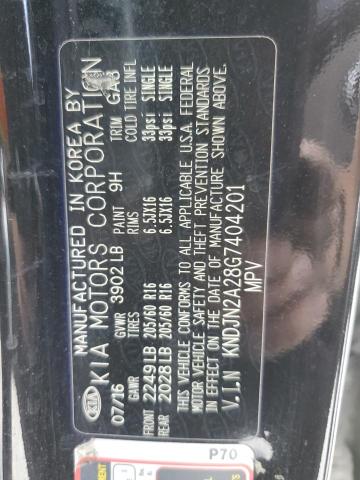 MANUFACTURED IN KOREA BY
KIA KIA MOTORS CORPORATION
07/16 GVWR 3902 LB PAINT 9H TRIM
GAWR TIRES COLD TIRE INFL
FRONT 2249 LB 205/60 R16 6.5JX16 33psi SINGLE
REAR 2028 LB 205/60 R16 6.5JX16 33psi SINGLE
THIS VEHICLE CONFORMS TO ALL APPLICABLE U.S.A. FEDERAL
MOTOR VEHICLE SAFETY AND THEFT PREVENTION STANDARDS
IN EFFECT ON THE DATE OF MANUFACTURE SHOWN ABOVE.
V.I.N KNDJN2A28G7404201
MPV
P70